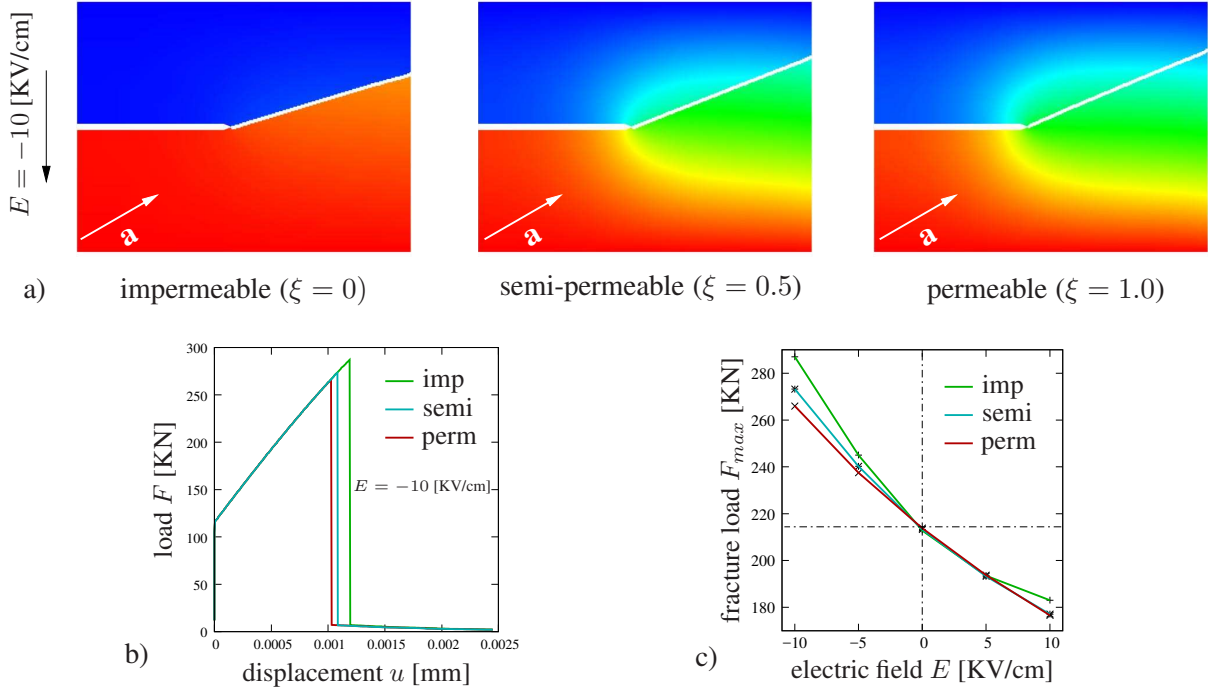 E = −10 [KV/cm]
a
a
a
a)
impermeable (ξ = 0)
semi-permeable (ξ = 0.5)
permeable (ξ = 1.0)
load F [KN]
300
250
200
150
100
50
0
imp
semi
perm
E = −10 [KV/cm]
0
0.0005
0.001
0.0015
0.002
0.0025
b)
displacement u [mm]
fracture load Fmax [KN]
280
260
240
220
200
180
imp
semi
perm
−10
−5
0
5
10
c)
electric field E [KV/cm]